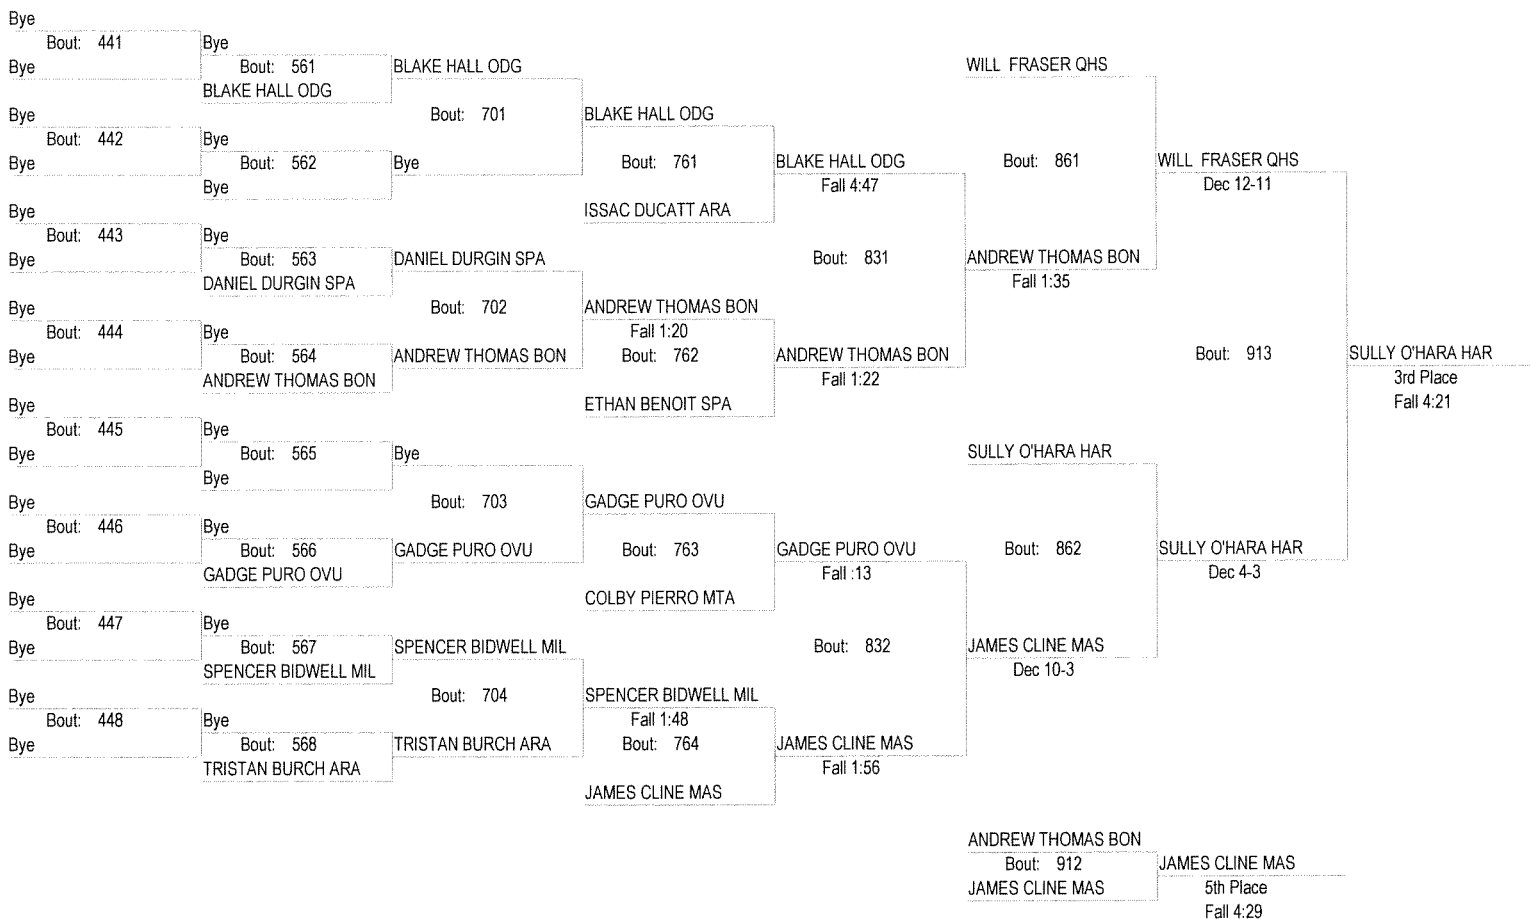 Bye
Bout: 441
Bye
Bye
Bout: 442
Bye
Bye
Bout: 443
Bye
Bye
Bout: 444
Bye
Bye
Bout: 445
Bye
Bye
Bout: 446
Bye
Bye
Bout: 447
Bye
Bye
Bout: 448
Bye
Bye
Bout: 561
BLAKE HALL ODG
Bye
Bout: 562
Bye
Bye
Bout: 563
DANIEL DURGIN SPA
Bye
Bout: 564
ANDREW THOMAS BON
Bye
Bout: 565
Bye
Bye
Bout: 566
GADGE PURO OVU
Bye
Bout: 567
SPENCER BIDWELL MIL
Bye
Bout: 568
TRISTAN BURCH ARA
BLAKE HALL ODG
Bout: 701
Bye
DANIEL DURGIN SPA
Bout: 702
ANDREW THOMAS BON
Bye
Bout: 703
GADGE PURO OVU
SPENCER BIDWELL MIL
Bout: 704
TRISTAN BURCH ARA
BLAKE HALL ODG
Bout: 761
ISSAC DUCATT ARA
ANDREW THOMAS BON
Fall 1:20
Bout: 762
ETHAN BENOIT SPA
GADGE PURO OVU
Bout: 763
COLBY PIERRO MTA
SPENCER BIDWELL MIL
Fall 1:48
Bout: 764
JAMES CLINE MAS
BLAKE HALL ODG
Fall 4:47
Bout: 831
ANDREW THOMAS BON
Fall 1:22
GADGE PURO OVU
Fall :13
Bout: 832
JAMES CLINE MAS
Fall 1:56
WILL FRASER QHS
Bout: 861
ANDREW THOMAS BON
Fall 1:35
SULLY O'HARA HAR
Bout: 862
JAMES CLINE MAS
Dec 10-3
WILL FRASER QHS
Dec 12-11
Bout: 913
SULLY O'HARA HAR
Dec 4-3
SULLY O'HARA HAR
3rd Place
Fall 4:21
ANDREW THOMAS BON
Bout: 912
JAMES CLINE MAS
JAMES CLINE MAS
5th Place
Fall 4:29